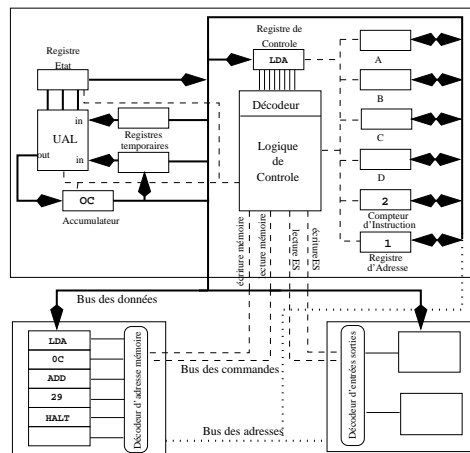 Registre
Etat
UAL
in
in
out
Registres
temporaires
OC
Accumulateur
Registre de
Controle
LDA
Décodeur
Logique
de
Controle
A
B
C
D
2
Compteur
d'Instruction
1
Registre
d'Adresse
écriture mémoire
lecture mémoire
lecture ES
écriture ES
Bus des données
LDA
0C
ADD
29
HALT
Décodeur d'adresse mémoire
Bus des commandes
Bus des adresses
Décodeur d'entrées sorties